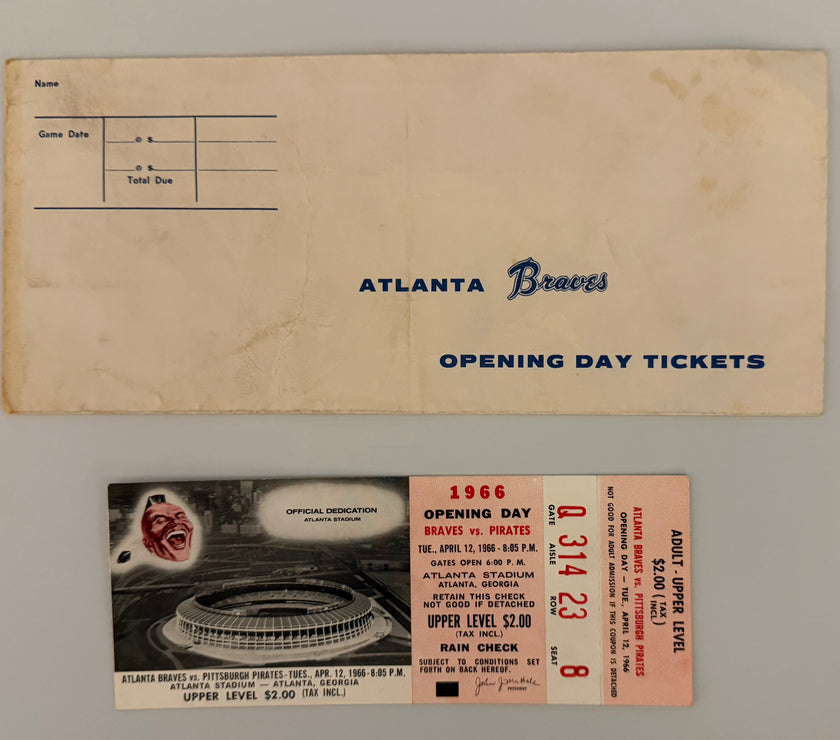 Name
Game Date
@ $
@ $
Total Due
ATLANTA Braves
OPENING DAY TICKETS
OFFICIAL DEDICATION
ATLANTA STADIUM
ATLANTA BRAVES vs. PITTSBURGH PIRATES-TUES., APR. 12, 1966-8:05 P.M.
ATLANTA STADIUM — ATLANTA, GEORGIA
UPPER LEVEL $2.00 (TAX INCL.)
1966
OPENING DAY
BRAVES vs. PIRATES
TUE., APRIL 12, 1966 - 8:05 P.M.
GATES OPEN 6:00 P. M.
ATLANTA STADIUM
ATLANTA, GEORGIA
RETAIN THIS CHECK
NOT GOOD IF DETACHED
UPPER LEVEL $2.00
(TAX INCL.)
RAIN CHECK
SUBJECT TO CONDITIONS SET
FORTH ON BACK HEREOF.
John J. McHale
PRESIDENT
Q 314 23 8
GATE AISLE ROW SEAT
ADULT - UPPER LEVEL
$2.00 (TAX INCL.)
ATLANTA BRAVES vs. PITTSBURGH PIRATES
OPENING DAY — TUE., APRIL 12, 1966
NOT GOOD FOR ADULT ADMISSION IF THIS COUPON IS DETACHED